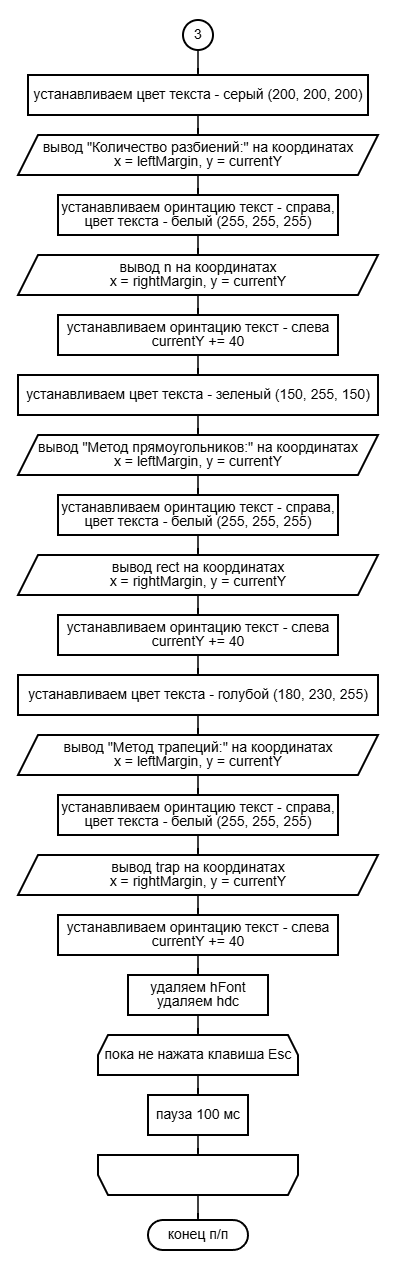 3
устанавливаем цвет текста - серый (200, 200, 200)
вывод "Количество разбиений:" на координатах
x = leftMargin, y = currentY
устанавливаем оринтацию текст - справа,
цвет текста - белый (255, 255, 255)
вывод n на координатах
x = rightMargin, y = currentY
устанавливаем оринтацию текст - слева
currentY += 40
устанавливаем цвет текста - зеленый (150, 255, 150)
вывод "Метод прямоугольников:" на координатах
x = leftMargin, y = currentY
устанавливаем оринтацию текст - справа,
цвет текста - белый (255, 255, 255)
вывод rect на координатах
x = rightMargin, y = currentY
устанавливаем оринтацию текст - слева
currentY += 40
устанавливаем цвет текста - голубой (180, 230, 255)
вывод "Метод трапеций:" на координатах
x = leftMargin, y = currentY
устанавливаем оринтацию текст - справа,
цвет текста - белый (255, 255, 255)
вывод trap на координатах
x = rightMargin, y = currentY
устанавливаем оринтацию текст - слева
currentY += 40
удаляем hFont
удаляем hdc
пока не нажата клавиша Esc
пауза 100 мс
конец п/п